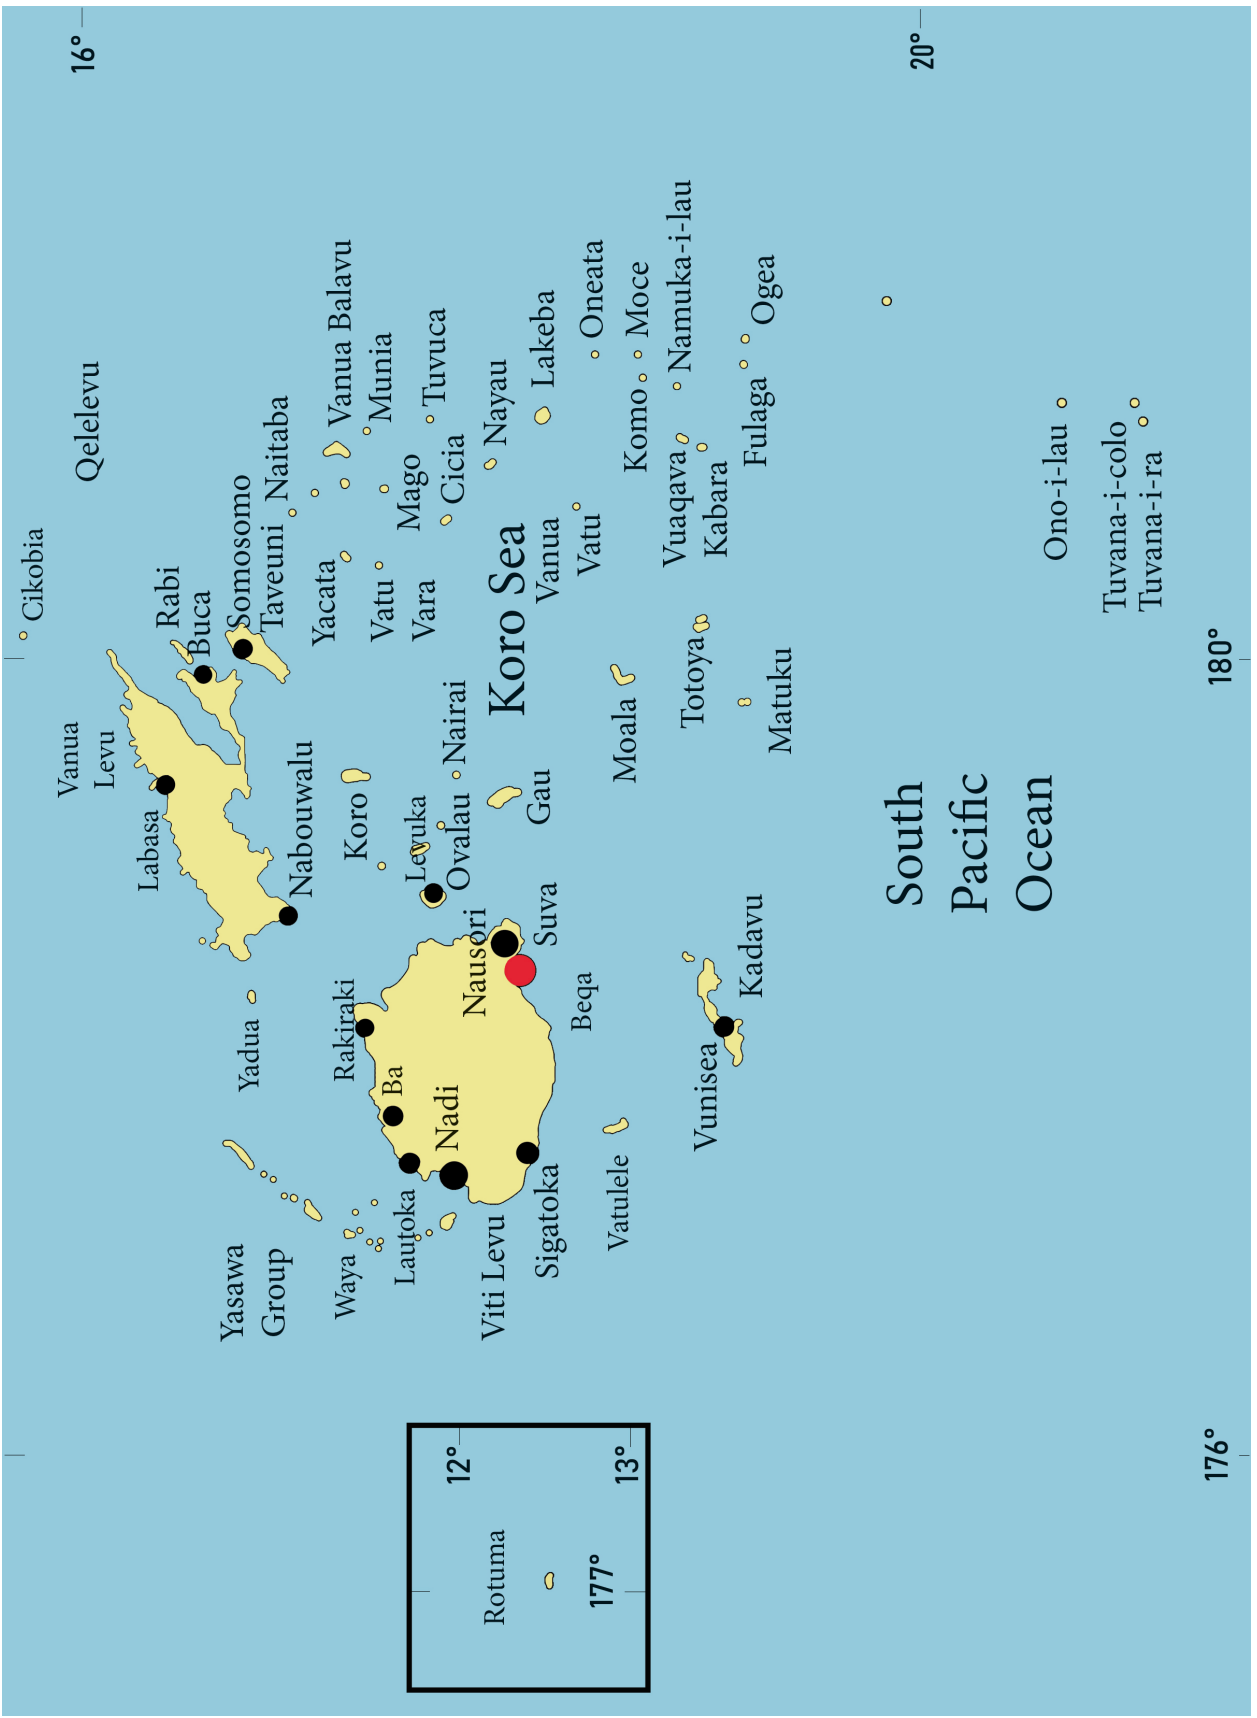 16°
20°
Cikobia
Qelelevu
Rabi
Buca
Somosomo
Taveuni
Naitaba
Vanua
Levu
Labasa
Nabouwalu
Vanua Balavu
Munia
Tuvuca
Yacata
Vatu
Vara
Mago
Cicia
Nayau
Lakeba
Oneata
Moce
Komo
Namuka-i-lau
Ogea
Fulaga
Vuaqava
Kabara
Vanua
Vatu
Koro Sea
Koro
Nairai
Levuka
Ovalau
Gau
Moala
Totoya
Matuku
Yadua
Rakiraki
Ba
Nadi
Nausori
Suva
Beqa
Yasawa
Group
Waya
Lautoka
Viti Levu
Sigatoka
Vatulele
Vunisea
Kadavu
South
Pacific
Ocean
Ono-i-lau
Tuvana-i-colo
Tuvana-i-ra
180°
176°
12°
13°
Rotuma
177°